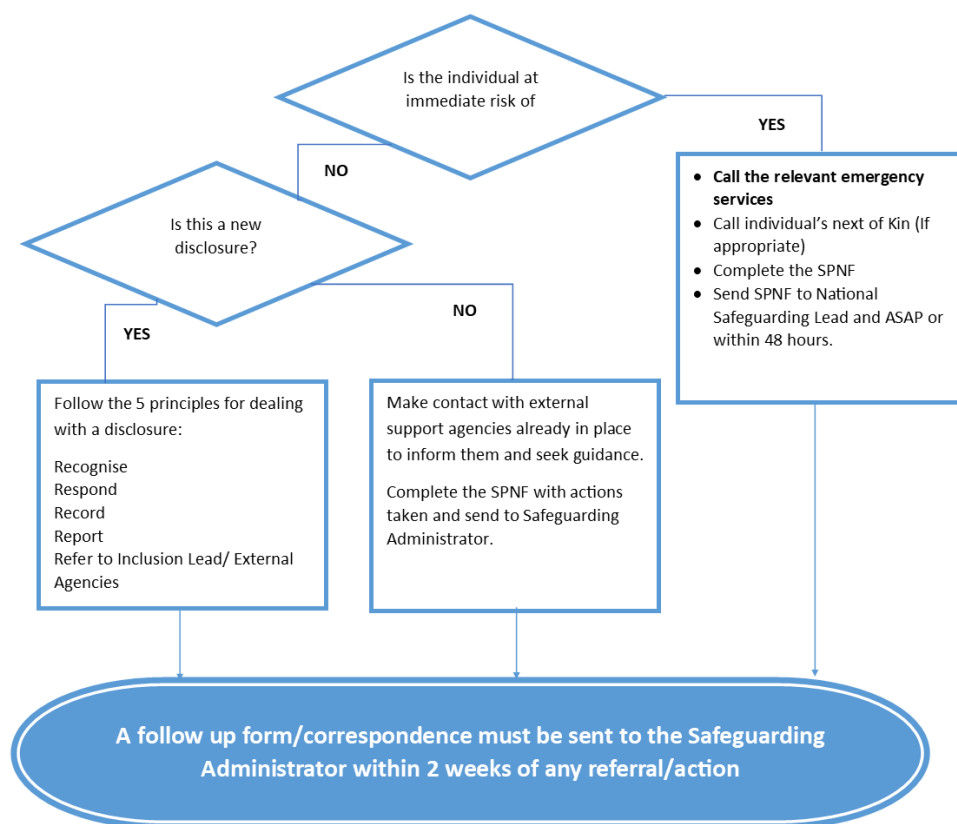 Is the individual at
immediate risk of
YES
NO
Is this a new
disclosure?
YES
NO
• Call the relevant emergency
services
• Call individual's next of Kin (If
appropriate)
• Complete the SPNF
• Send SPNF to National
Safeguarding Lead and ASAP or
within 48 hours.
Follow the 5 principles for dealing
with a disclosure:
Recognise
Respond
Record
Report
Refer to Inclusion Lead/ External
Agencies
Make contact with external
support agencies already in place
to inform them and seek guidance.
Complete the SPNF with actions
taken and send to Safeguarding
Administrator.
A follow up form/correspondence must be sent to the Safeguarding
Administrator within 2 weeks of any referral/action